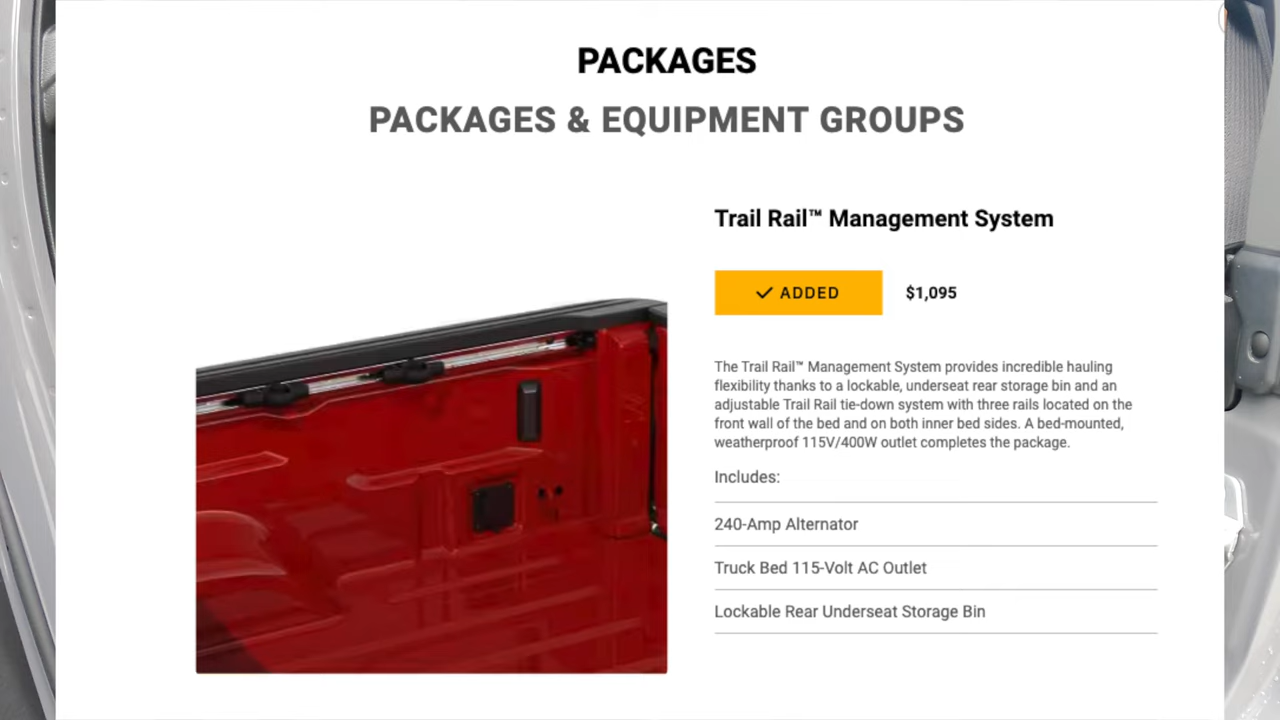 PACKAGES
PACKAGES & EQUIPMENT GROUPS
Trail Rail™ Management System
ADDED $1,095
The Trail Rail™ Management System provides incredible hauling
flexibility thanks to a lockable, underseat rear storage bin and an
adjustable Trail Rail tie-down system with three rails located on the
front wall of the bed and on both inner bed sides. A bed-mounted,
weatherproof 115V/400W outlet completes the package.
Includes:
240-Amp Alternator
Truck Bed 115-Volt AC Outlet
Lockable Rear Underseat Storage Bin